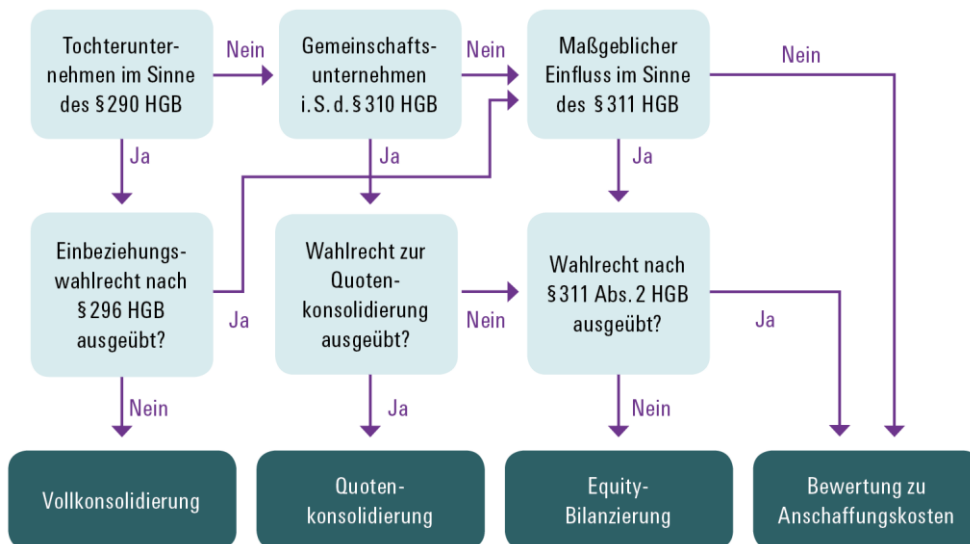 Tochterunter-
nehmen im Sinne
des § 290 HGB
Nein
Gemeinschafts-
unternehmen
i. S. d. § 310 HGB
Nein
Maßgeblicher
Einfluss im Sinne
des § 311 HGB
Nein
Ja
Ja
Ja
Einbeziehungs-
wahlrecht nach
§ 296 HGB
ausgeübt?
Ja
Wahlrecht zur
Quoten-
konsolidierung
ausgeübt?
Nein
Wahlrecht nach
§ 311 Abs. 2 HGB
ausgeübt?
Ja
Nein
Ja
Nein
Vollkonsolidierung
Quoten-
konsolidierung
Equity-
Bilanzierung
Bewertung zu
Anschaffungskosten